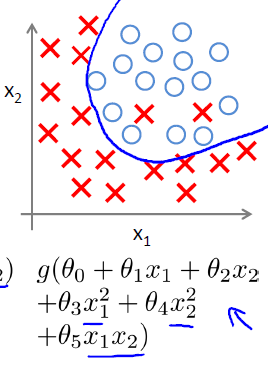 x₂
x₁
₂) g(θ₀ + θ₁x₁ + θ₂x₂
+θ₃x₁² + θ₄x₂²
+θ₅x₁x₂)